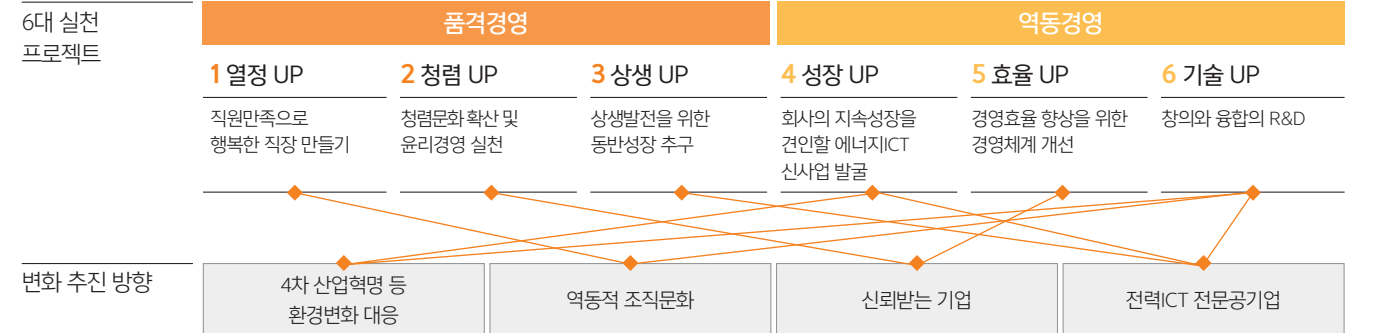 6대 실천
프로젝트
품격경영
역동경영
1 열정 UP
2 청렴 UP
3 상생 UP
4 성장 UP
5 효율 UP
6 기술 UP
직원만족으로
행복한 직장 만들기
청렴문화 확산 및
윤리경영 실천
상생발전을 위한
동반성장 추구
회사의 지속성장을
견인할 에너지ICT
신사업 발굴
경영효율 향상을 위한
경영체계 개선
창의와 융합의 R&D
변화 추진 방향
4차 산업혁명 등
환경변화 대응
역동적 조직문화
신뢰받는 기업
전력ICT 전문공기업